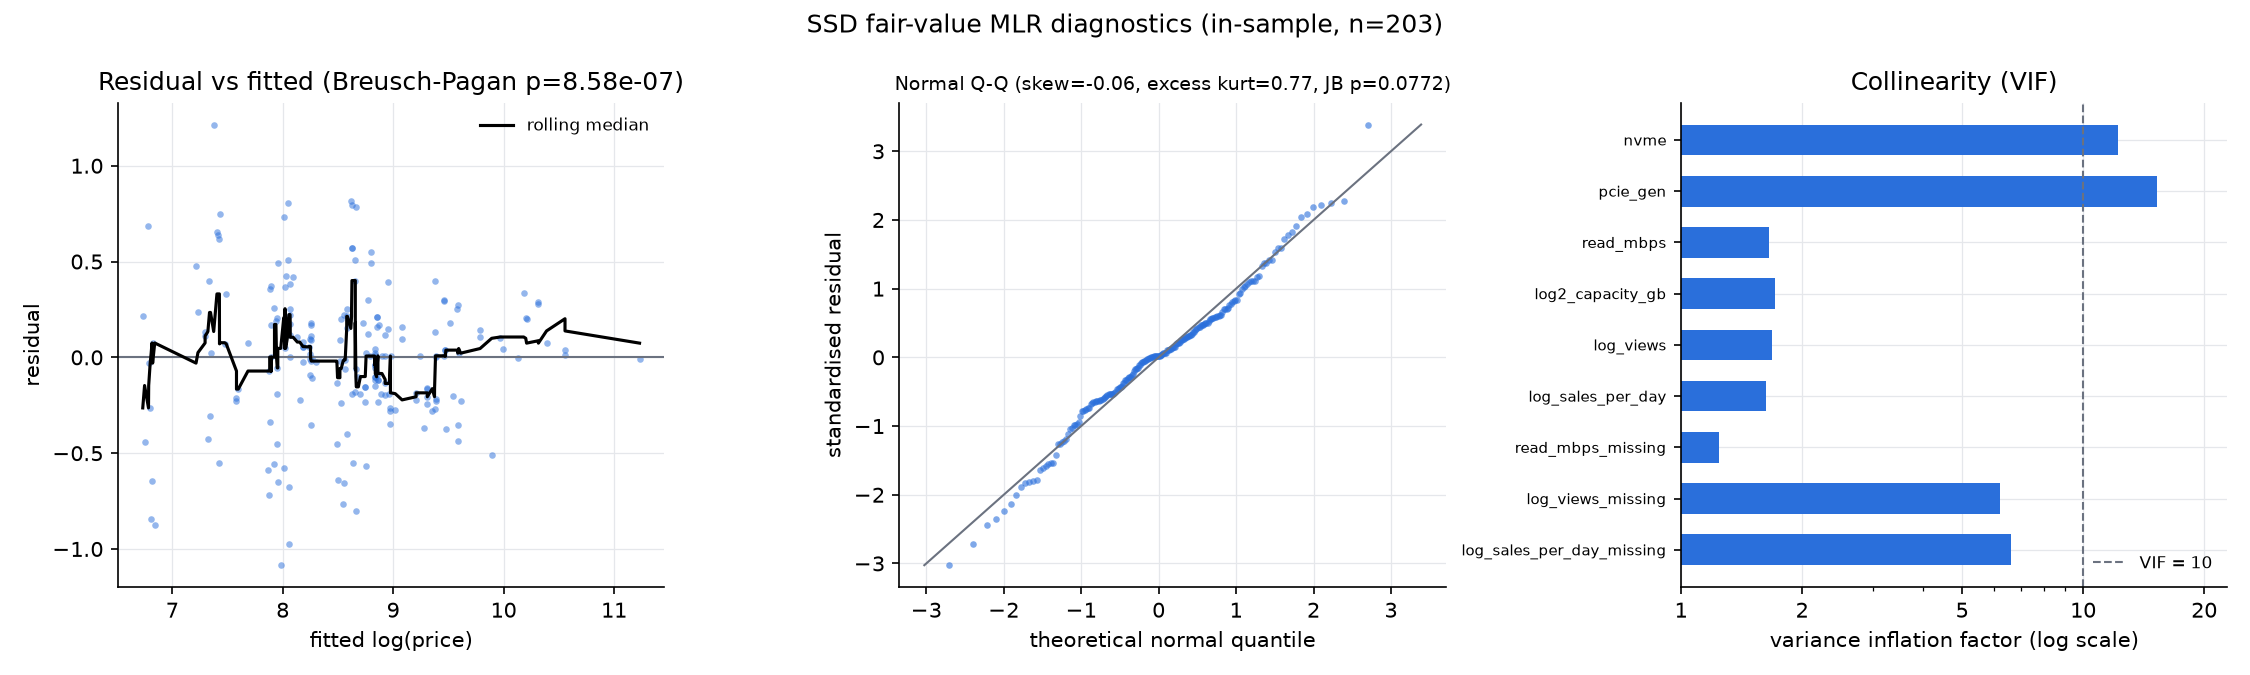 SSD fair-value MLR diagnostics (in-sample, n=203)
Residual vs fitted (Breusch-Pagan p=8.58e-07)
rolling median
1.0
0.5
0.0
−0.5
−1.0
residual
7 8 9 10 11
fitted log(price)
Normal Q-Q (skew=-0.06, excess kurt=0.77, JB p=0.0772)
3
2
1
0
−1
−2
−3
standardised residual
−3 −2 −1 0 1 2 3
theoretical normal quantile
Collinearity (VIF)
nvme
pcie_gen
read_mbps
log2_capacity_gb
log_views
log_sales_per_day
read_mbps_missing
log_views_missing
log_sales_per_day_missing
VIF = 10
1 2 5 10 20
variance inflation factor (log scale)